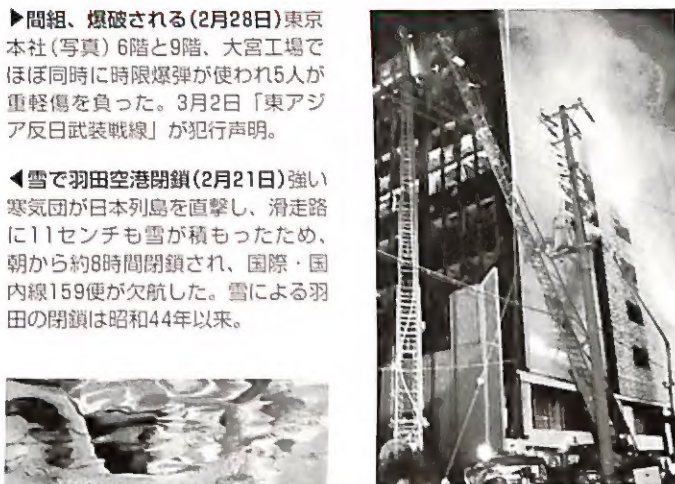 ▶間組、爆破される(2月28日)東京
本社(写真)6階と9階、大宮工場で
ほぼ同時に時限爆弾が使われ5人が
重軽傷を負った。3月2日「東アジ
ア反日武装戦線」が犯行声明。
◀雪で羽田空港閉鎖(2月21日)強い
寒気団が日本列島を直撃し、滑走路
に11センチも雪が積もったため、
朝から約8時間閉鎖され、国際・国
内線159便が欠航した。雪による羽
田の閉鎖は昭和44年以来。